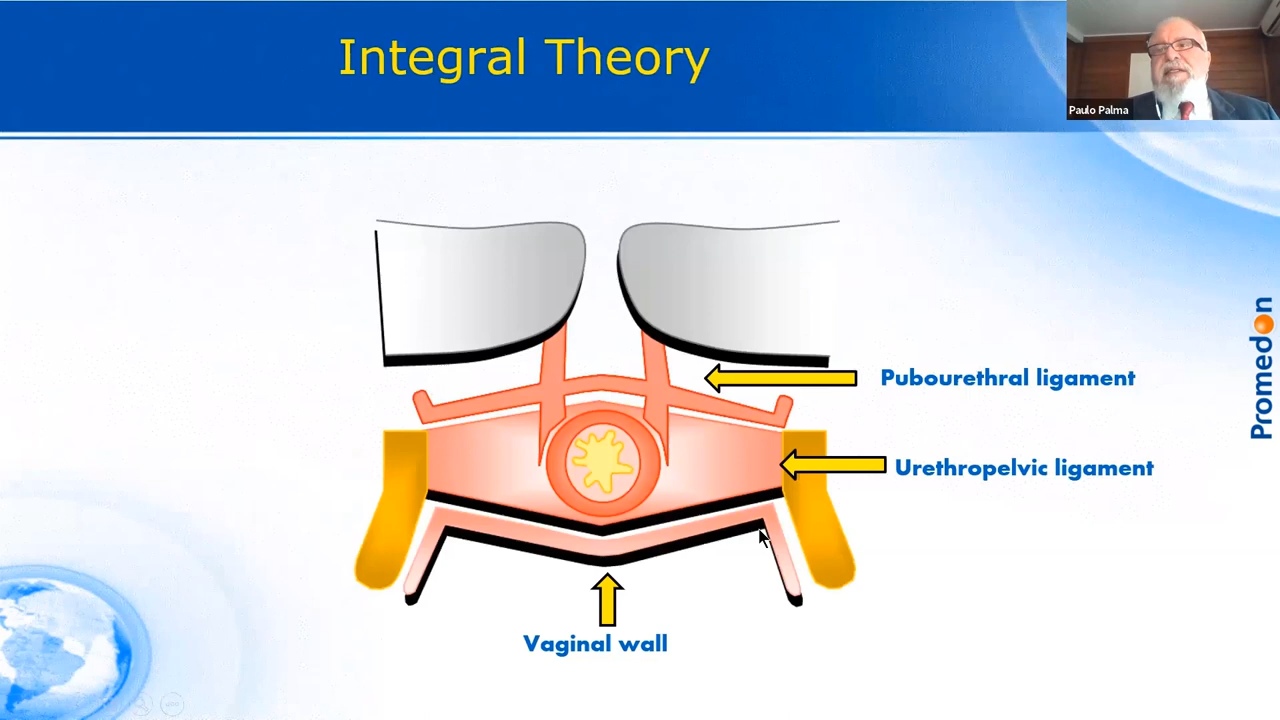 Integral Theory
Paulo Palma
Pubourethral ligament
Urethropelvic ligament
Vaginal wall
Promedon